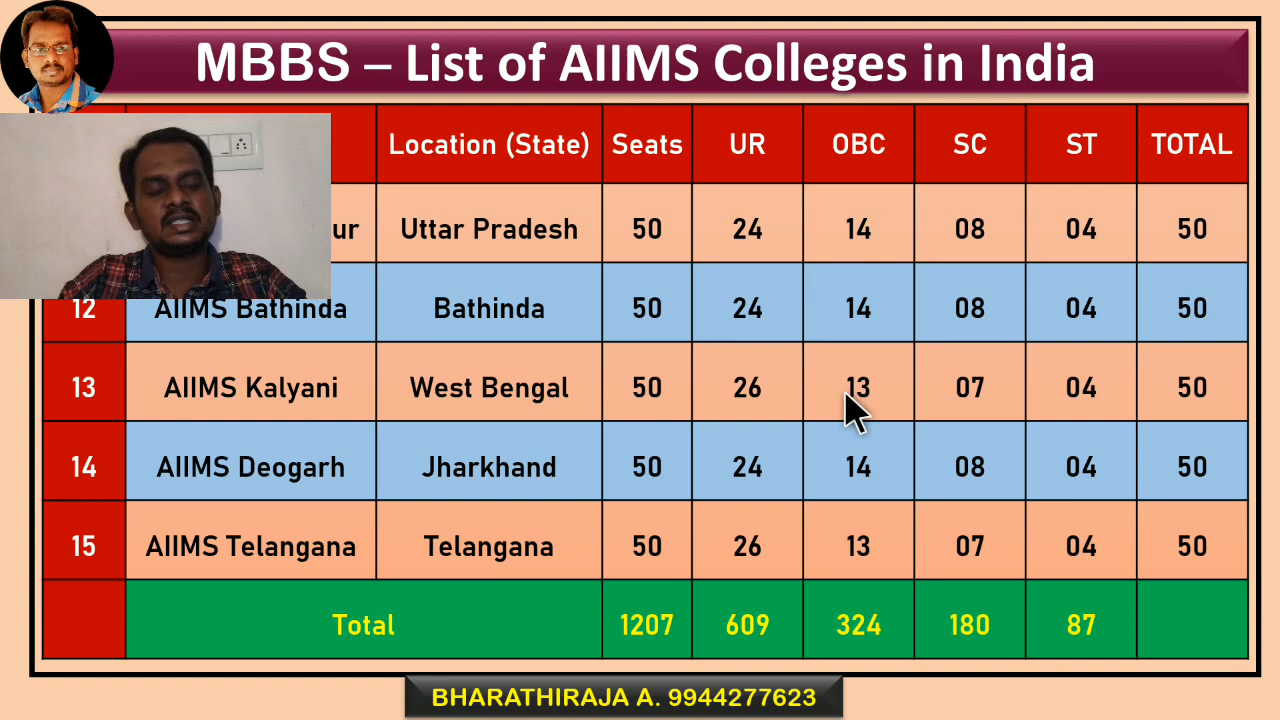 MBBS – List of AIIMS Colleges in India
Location (State) Seats UR OBC SC ST TOTAL
ur Uttar Pradesh 50 24 14 08 04 50
12 AIIMS Bathinda Bathinda 50 24 14 08 04 50
13 AIIMS Kalyani West Bengal 50 26 13 07 04 50
14 AIIMS Deogarh Jharkhand 50 24 14 08 04 50
15 AIIMS Telangana Telangana 50 26 13 07 04 50
Total 1207 609 324 180 87
BHARATHIRAJA A. 9944277623